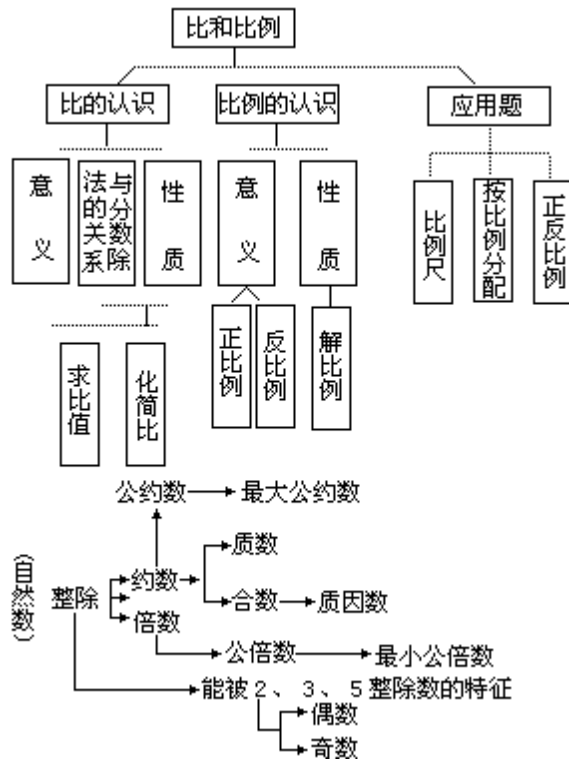 比和比例
比的认识
比例的认识
应用题
意义
与分数除法的关系
性质
意义
性质
比例尺
按比例分配
正反比例
求比值
化简比
正比例
反比例
解比例
公约数
最大公约数
(自然数)
整除
约数
质数
合数
质因数
倍数
公倍数
最小公倍数
能被2、3、5整除数的特征
偶数
奇数